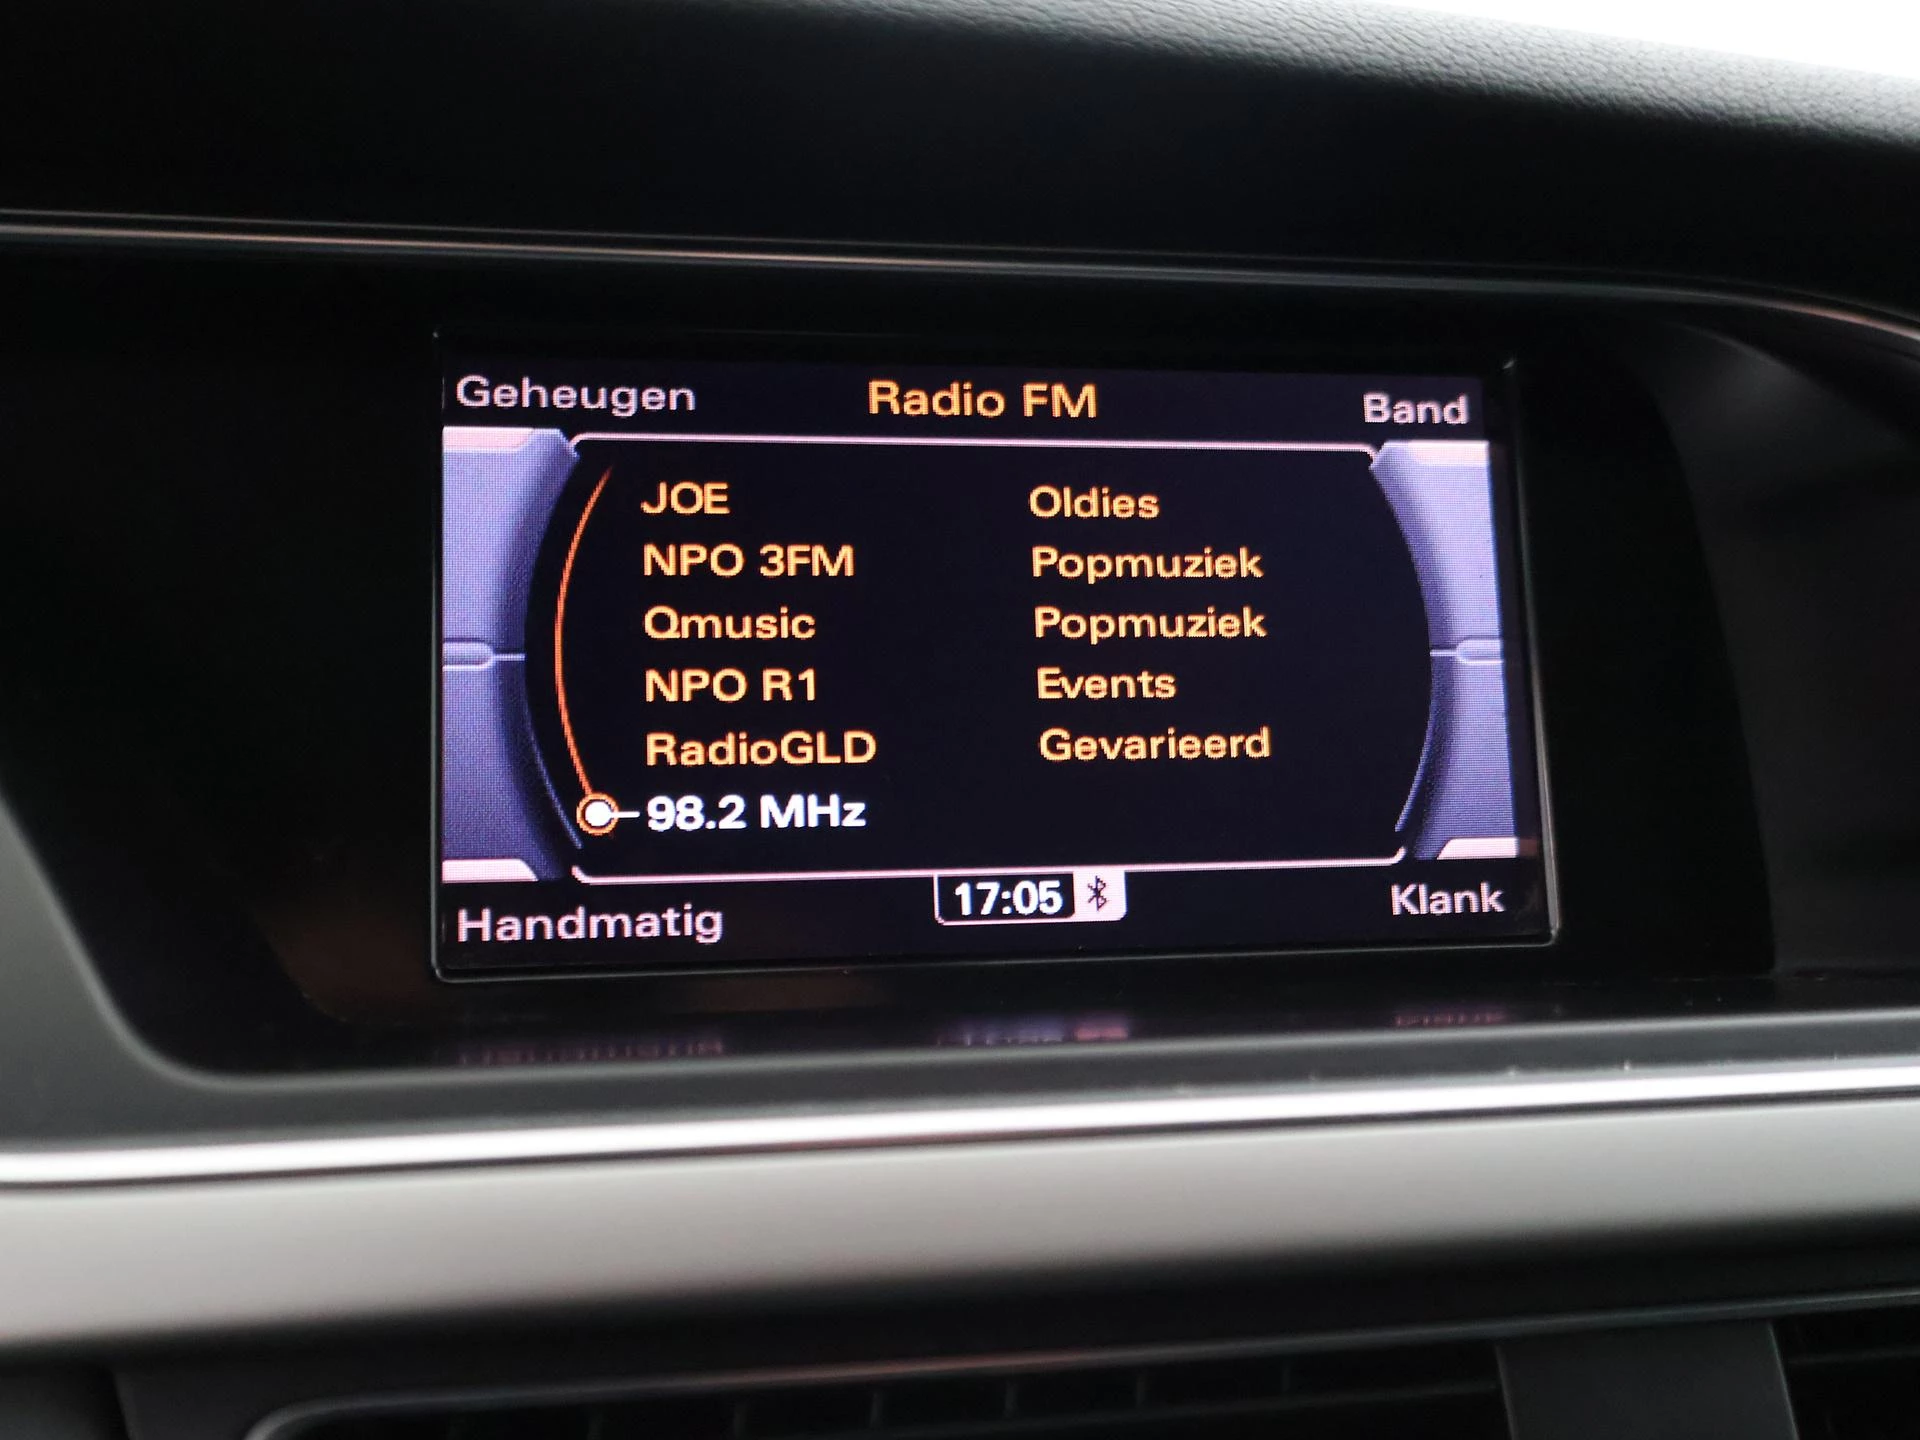 Geheugen Radio FM Band
JOE Oldies
NPO 3FM Popmuziek
Qmusic Popmuziek
NPO R1 Events
RadioGLD Gevarieerd
98.2 MHz
Handmatig 17:05 Klank